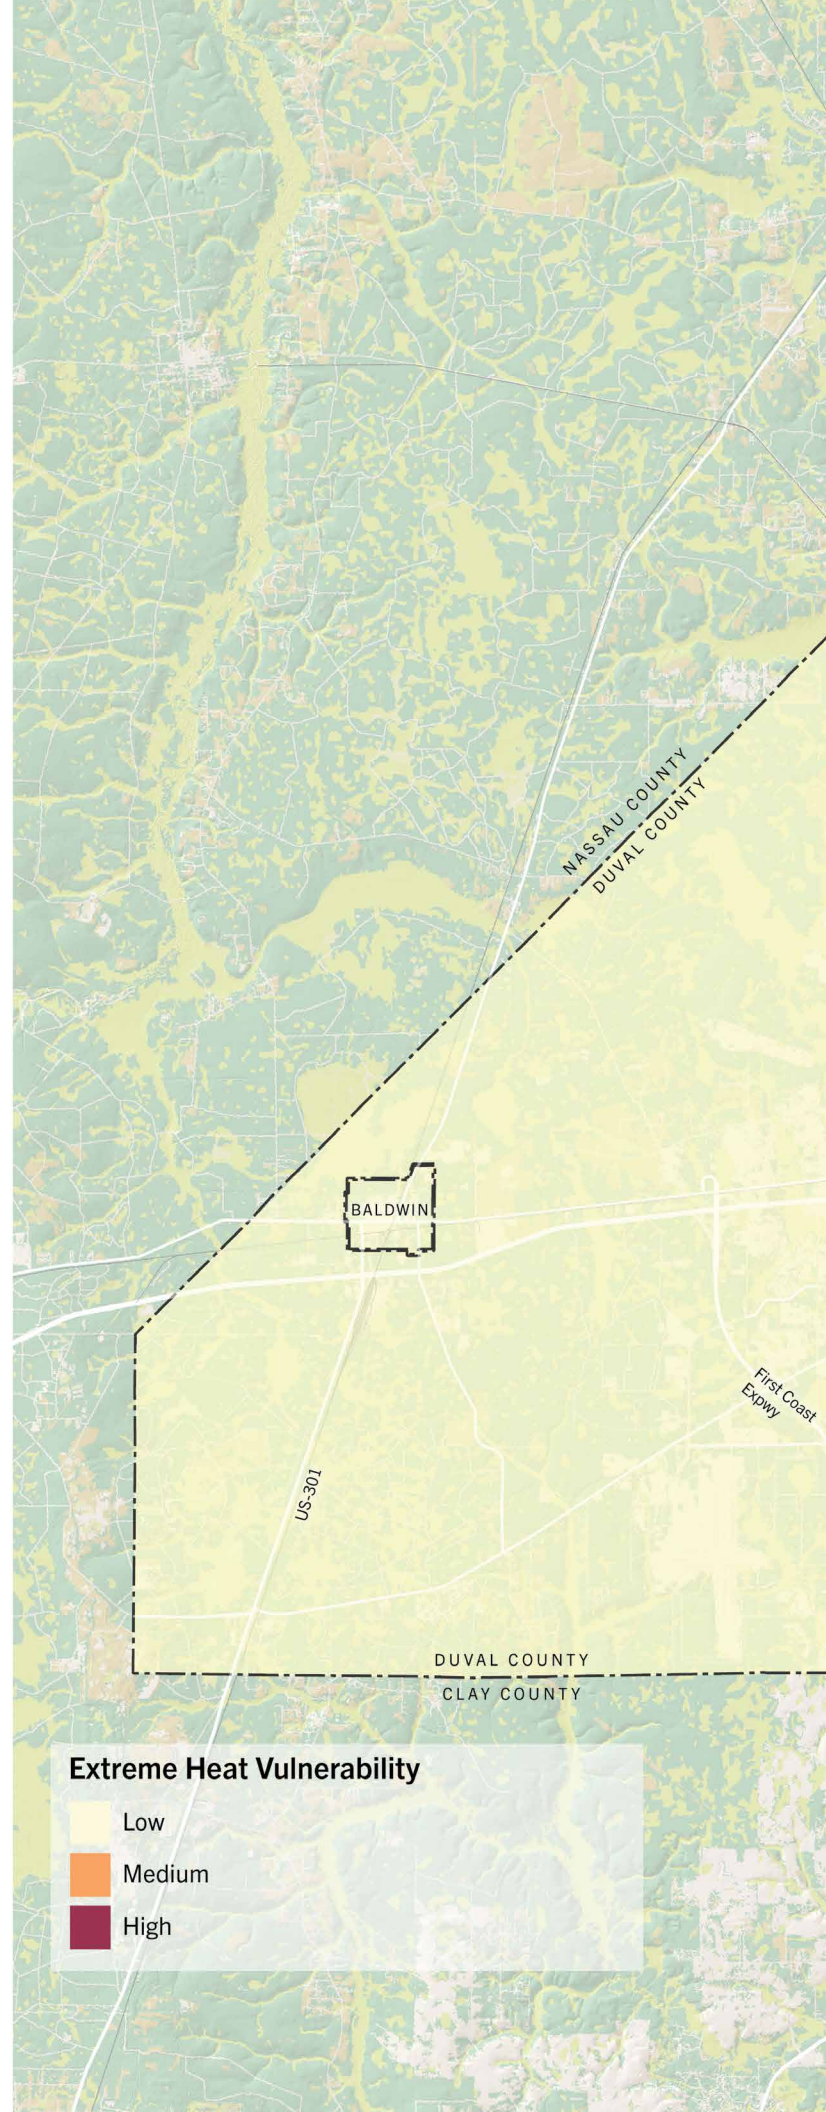 NASSAU COUNTY
DUVAL COUNTY
BALDWIN
First Coast
Expwy
US-301
DUVAL COUNTY
CLAY COUNTY
Extreme Heat Vulnerability
Low
Medium
High